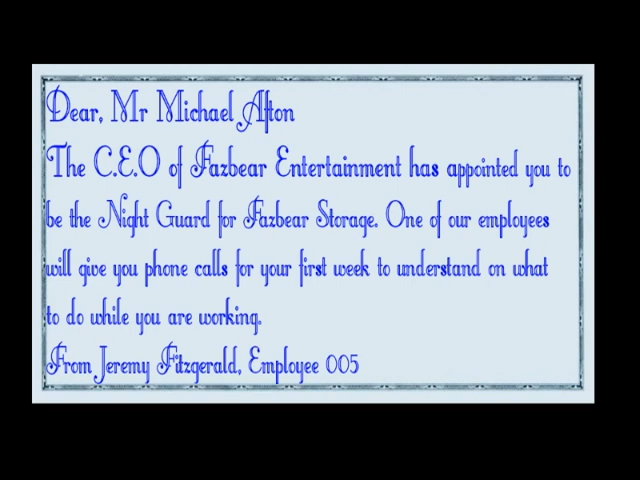 Dear, Mr Michael Afton
The C.E.O of Fazbear Entertainment has appointed you to
be the Night Guard for Fazbear Storage. One of our employees
will give you phone calls for your first week to understand on what
to do while you are working.
From Jeremy Fitzgerald, Employee 005